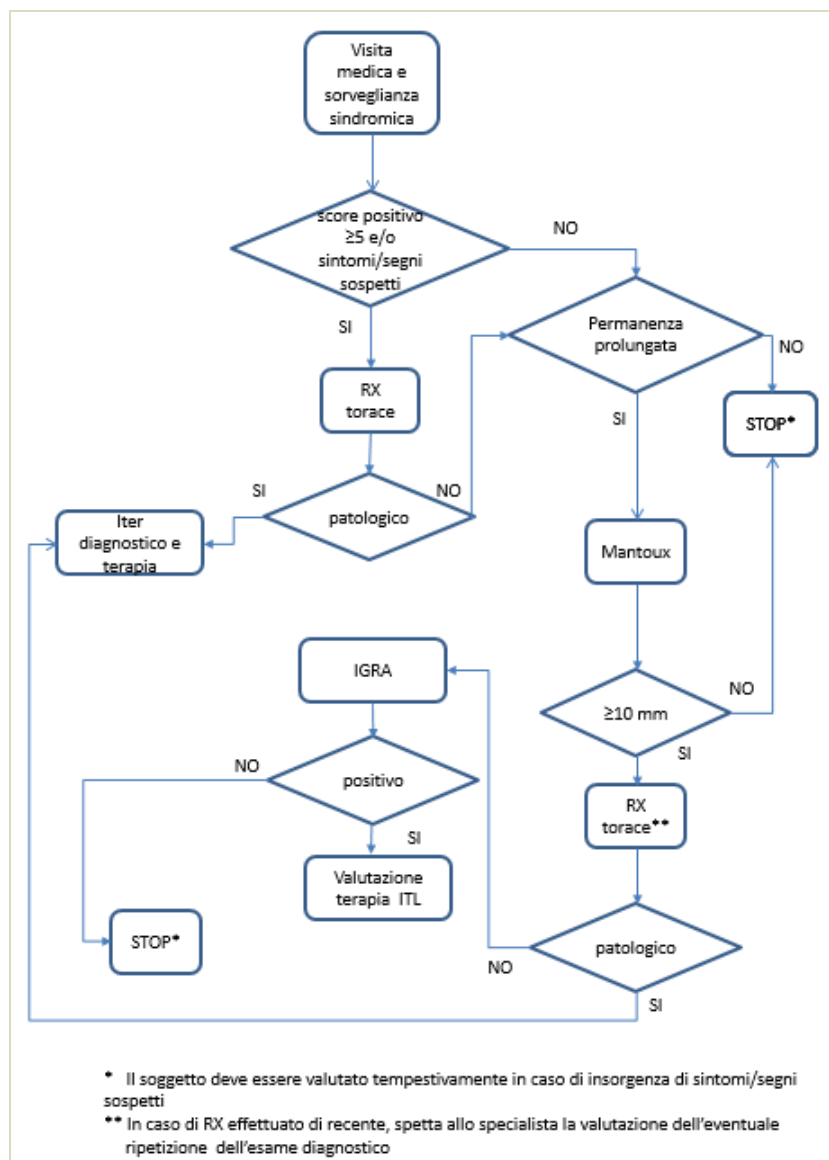 Visita
medica e
sorveglianza
sindromica
score positivo
≥5 e/o
sintomi/segni
sospetti
NO
SI
Permanenza
prolungata
NO
RX
torace
SI
STOP*
SI
NO
patologico
Iter
diagnostico e
terapia
Mantoux
IGRA
NO
≥10 mm
SI
NO
positivo
RX
torace**
SI
Valutazione
terapia ITL
STOP*
patologico
NO
SI
* Il soggetto deve essere valutato tempestivamente in caso di insorgenza di sintomi/segni
sospetti
** In caso di RX effettuato di recente, spetta allo specialista la valutazione dell'eventuale
ripetizione dell'esame diagnostico